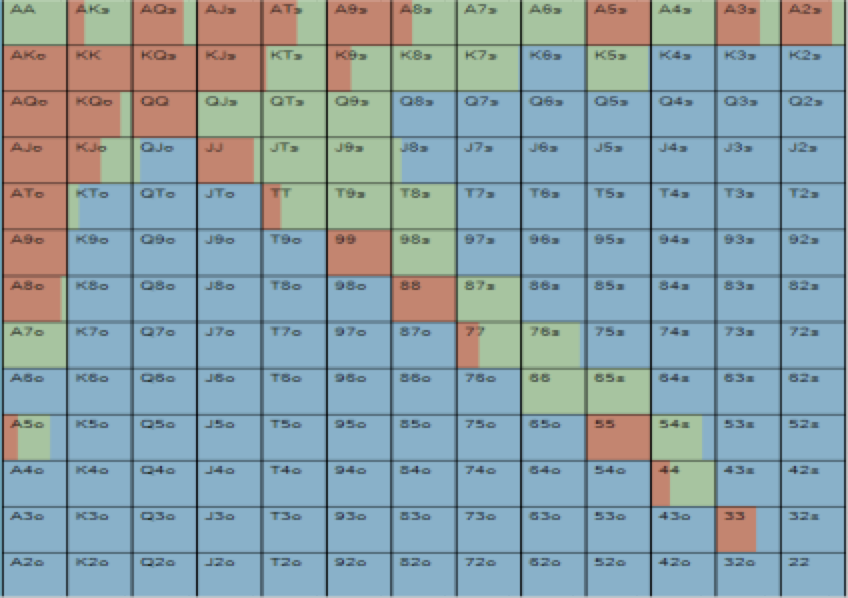 AA AKs AQs AJs ATs A9s A8s A7s A6s A5s A4s A3s A2s
AKo KK KQs KJs KTs K9s K8s K7s K6s K5s K4s K3s K2s
AQo KQo QQ QJs QTs Q9s Q8s Q7s Q6s Q5s Q4s Q3s Q2s
AJo KJo QJo JJ JTs J9s J8s J7s J6s J5s J4s J3s J2s
ATo KTo QTo JTo TT T9s T8s T7s T6s T5s T4s T3s T2s
A9o K9o Q9o J9o T9o 99 98s 97s 96s 95s 94s 93s 92s
A8o K8o Q8o J8o T8o 98o 88 87s 86s 85s 84s 83s 82s
A7o K7o Q7o J7o T7o 97o 87o 77 76s 75s 74s 73s 72s
A6o K6o Q6o J6o T6o 96o 86o 76o 66 65s 64s 63s 62s
A5o K5o Q5o J5o T5o 95o 85o 75o 65o 55 54s 53s 52s
A4o K4o Q4o J4o T4o 94o 84o 74o 64o 54o 44 43s 42s
A3o K3o Q3o J3o T3o 93o 83o 73o 63o 53o 43o 33 32s
A2o K2o Q2o J2o T2o 92o 82o 72o 62o 52o 42o 32o 22